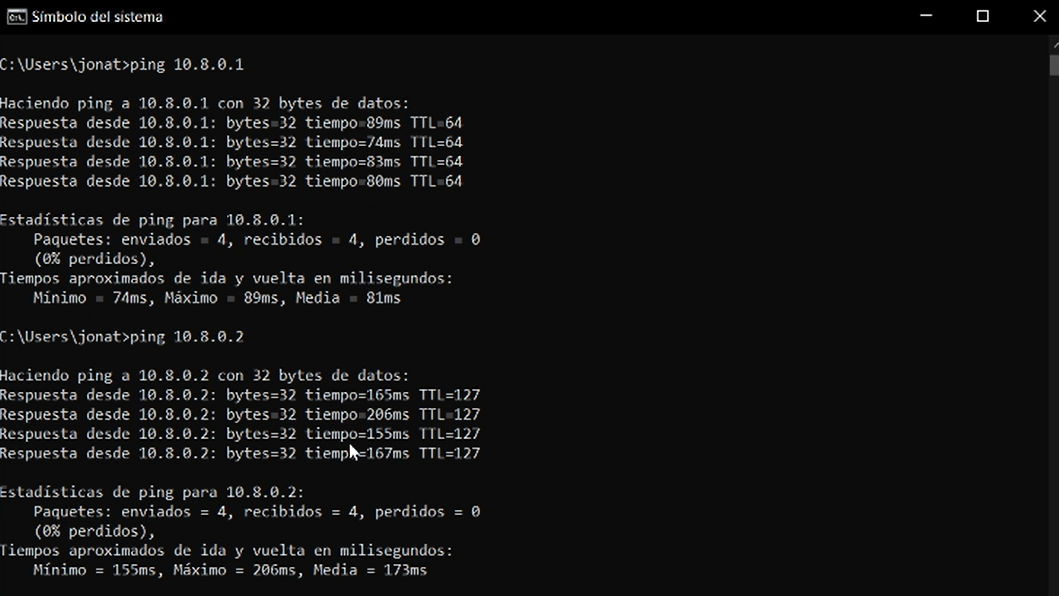 Símbolo del sistema
C:\Users\jonat>ping 10.8.0.1
Haciendo ping a 10.8.0.1 con 32 bytes de datos:
Respuesta desde 10.8.0.1: bytes=32 tiempo=89ms TTL=64
Respuesta desde 10.8.0.1: bytes=32 tiempo=74ms TTL=64
Respuesta desde 10.8.0.1: bytes=32 tiempo=83ms TTL=64
Respuesta desde 10.8.0.1: bytes=32 tiempo=80ms TTL=64
Estadísticas de ping para 10.8.0.1:
Paquetes: enviados = 4, recibidos = 4, perdidos = 0
(0% perdidos),
Tiempos aproximados de ida y vuelta en milisegundos:
Mínimo = 74ms, Máximo = 89ms, Media = 81ms
C:\Users\jonat>ping 10.8.0.2
Haciendo ping a 10.8.0.2 con 32 bytes de datos:
Respuesta desde 10.8.0.2: bytes=32 tiempo=165ms TTL=127
Respuesta desde 10.8.0.2: bytes=32 tiempo=206ms TTL=127
Respuesta desde 10.8.0.2: bytes=32 tiempo=155ms TTL=127
Respuesta desde 10.8.0.2: bytes=32 tiempo=167ms TTL=127
Estadísticas de ping para 10.8.0.2:
Paquetes: enviados = 4, recibidos = 4, perdidos = 0
(0% perdidos),
Tiempos aproximados de ida y vuelta en milisegundos:
Mínimo = 155ms, Máximo = 206ms, Media = 173ms